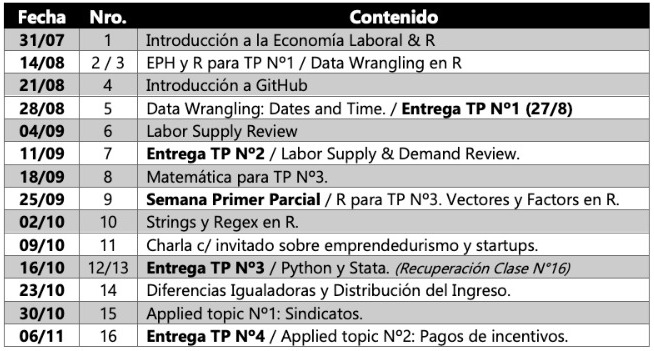 Fecha Nro. Contenido
31/07 1 Introducción a la Economía Laboral & R
14/08 2 / 3 EPH y R para TP Nº1 / Data Wrangling en R
21/08 4 Introducción a GitHub
28/08 5 Data Wrangling: Dates and Time. / Entrega TP Nº1 (27/8)
04/09 6 Labor Supply Review
11/09 7 Entrega TP Nº2 / Labor Supply & Demand Review.
18/09 8 Matemática para TP Nº3.
25/09 9 Semana Primer Parcial / R para TP Nº3. Vectores y Factors en R.
02/10 10 Strings y Regex en R.
09/10 11 Charla c/ invitado sobre emprendedurismo y startups.
16/10 12/13 Entrega TP Nº3 / Python y Stata. (Recuperación Clase N°16)
23/10 14 Diferencias Igualadoras y Distribución del Ingreso.
30/10 15 Applied topic Nº1: Sindicatos.
06/11 16 Entrega TP Nº4 / Applied topic Nº2: Pagos de incentivos.